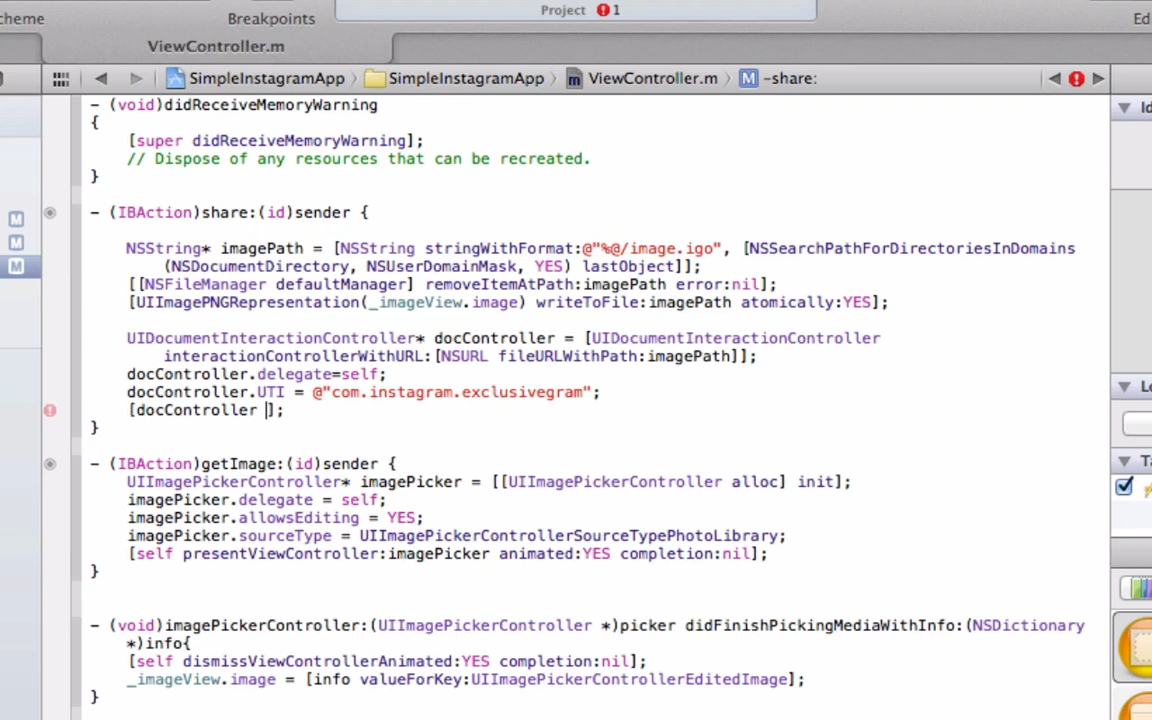 cheme
Breakpoints
Project 1
Ed
ViewController.m
SimpleInstagramApp SimpleInstagramApp m ViewController.m M -share:
- (void)didReceiveMemoryWarning
Id
{
[super didReceiveMemoryWarning];
// Dispose of any resources that can be recreated.
}
- (IBAction)share:(id)sender {
M
M
M
NSString* imagePath = [NSString stringWithFormat:@"%@/image.igo", [NSSearchPathForDirectoriesInDomains
(NSDocumentDirectory, NSUserDomainMask, YES) lastObject]];
[[NSFileManager defaultManager] removeItemAtPath:imagePath error:nil];
[UIImagePNGRepresentation(_imageView.image) writeToFile:imagePath atomically:YES];
UIDocumentInteractionController* docController = [UIDocumentInteractionController
interactionControllerWithURL:[NSURL fileURLWithPath:imagePath]];
docController.delegate=self;
Lo
docController.UTI = @"com.instagram.exclusivegram";
[docController ];
}
- (IBAction)getImage:(id)sender {
Ta
UIImagePickerController* imagePicker = [[UIImagePickerController alloc] init];
imagePicker.delegate = self;
imagePicker.allowsEditing = YES;
imagePicker.sourceType = UIImagePickerControllerSourceTypePhotoLibrary;
[self presentViewController:imagePicker animated:YES completion:nil];
}
- (void)imagePickerController:(UIImagePickerController *)picker didFinishPickingMediaWithInfo:(NSDictionary
*)info{
[self dismissViewControllerAnimated:YES completion:nil];
_imageView.image = [info valueForKey:UIImagePickerControllerEditedImage];
}